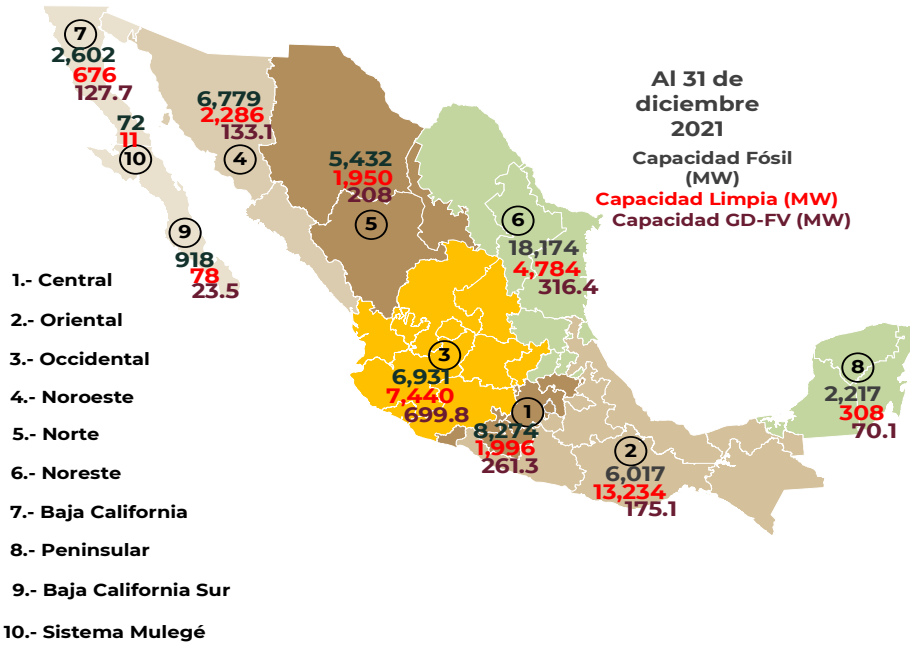 7
2,602
676
127.7
72
11
10
9
918
78
23.5
6,779
2,286
133.1
4
5,432
1,950
208
5
6
18,174
4,784
316.4
3
6,931
7,440
699.8
1
8,274
1,996
261.3
2
6,017
13,234
175.1
8
2,217
308
70.1
Al 31 de
diciembre
2021
Capacidad Fósil
(MW)
Capacidad Limpia (MW)
Capacidad GD-FV (MW)
1.- Central
2.- Oriental
3.- Occidental
4.- Noroeste
5.- Norte
6.- Noreste
7.- Baja California
8.- Peninsular
9.- Baja California Sur
10.- Sistema Mulegé